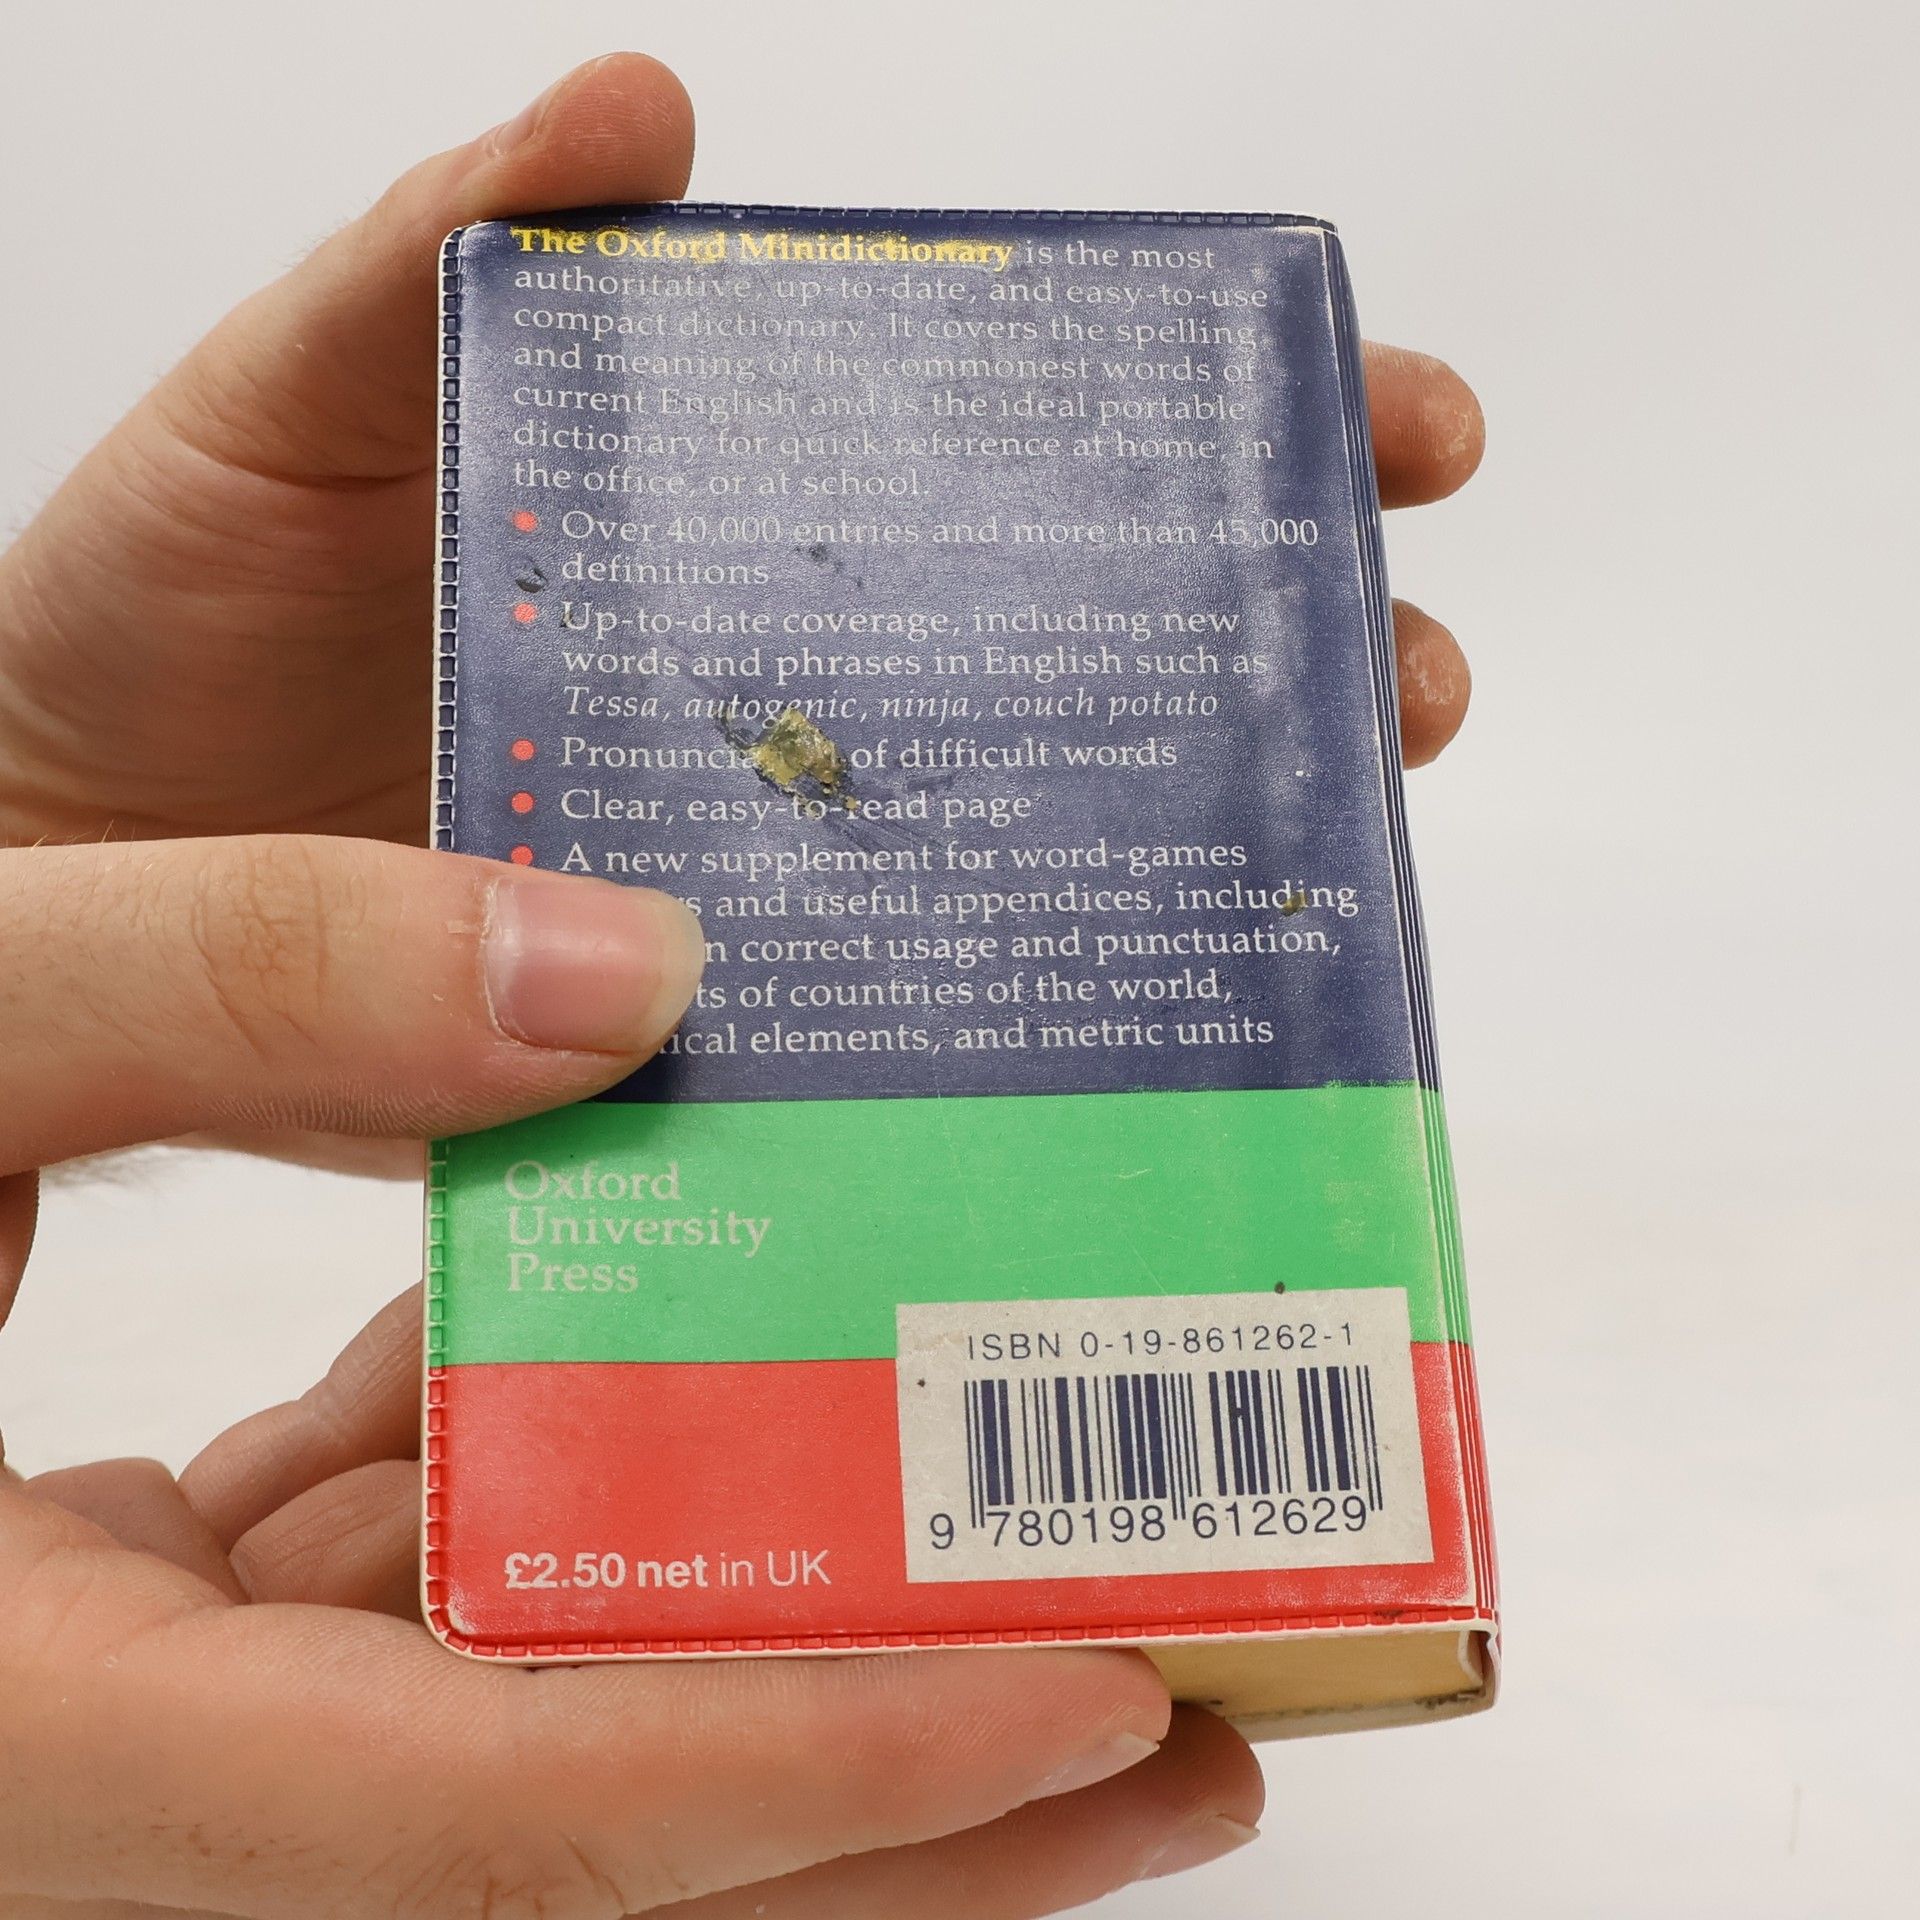 The Oxford Minidictionary is the most
authoritative, up-to-date, and easy-to-use
compact dictionary. It covers the spelling
and meaning of the commonest words of
current English and is the ideal portable
dictionary for quick reference at home, in
the office, or at school.
Over 40,000 entries and more than 45,000
definitions
Up-to-date coverage, including new
words and phrases in English such as
Tessa, autogenic, ninja, couch potato
of difficult words
Clear, easy-to-read page
A new supplement for word-games
and useful appendices, including
correct usage and punctuation,
of countries of the world,
elements, and metric units
Oxford
University
Press
ISBN 0-19-861262-1
9 780198 612629
£2.50 net in UK